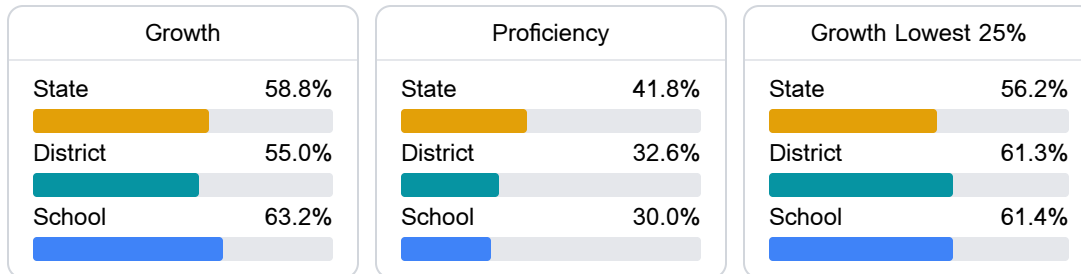 Growth
State 58.8%
District 55.0%
School 63.2%
Proficiency
State 41.8%
District 32.6%
School 30.0%
Growth Lowest 25%
State 56.2%
District 61.3%
School 61.4%